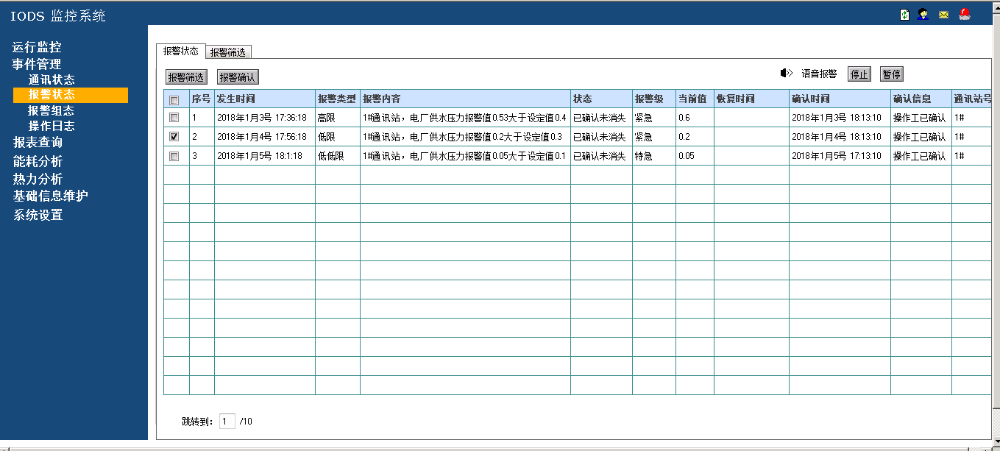 IODS 监控系统
运行监控
事件管理
通讯状态
报警状态
报警组态
操作日志
报表查询
能耗分析
热力分析
基础信息维护
系统设置
报警状态 报警筛选
报警筛选 报警确认 语音报警 停止 暂停
序号 发生时间 报警类型 报警内容 状态 报警级 当前值 恢复时间 确认时间 确认信息 通讯站号
1 2018年1月3号 17:36:18 高限 1#通讯站，电厂供水压力报警值0.53大于设定值0.4 已确认未消失 '紧急 0.6 2018年1月3号 18:13:10 操作工已确认 1#
2 2018年1月4号 17:56:18 低限 1#通讯站，电厂供水压力报警值0.2大于设定值0.3 已确认未消失 '紧急 0.2 2018年1月4号 18:13:10 操作工已确认 1#
3 2018年1月5号 18:1:18 低低限 1#通讯站，电厂供水压力报警值0.05大于设定值0.1 已确认未消失 特急 0.05 2018年1月5号 17:13:10 操作工已确认 1#
跳转到： 1 /10